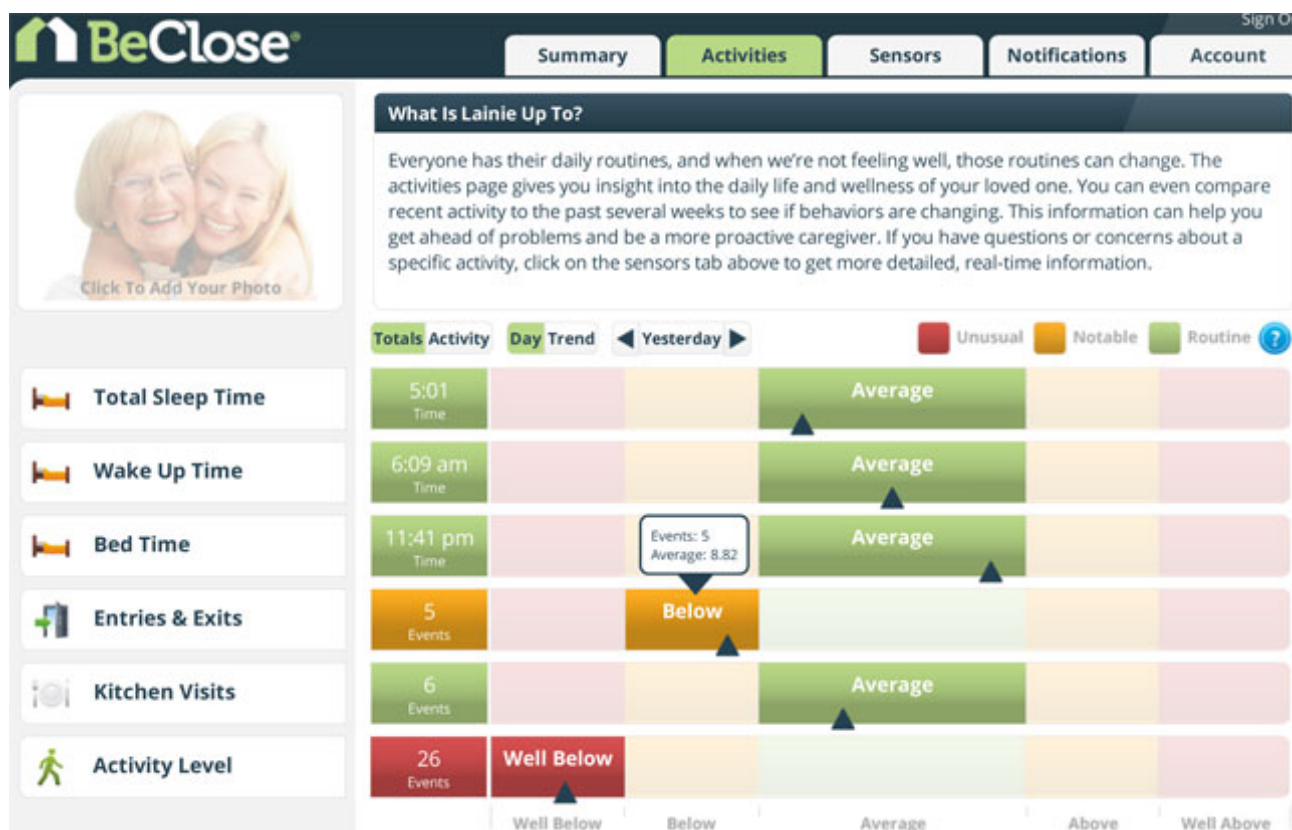 Sign O
BeClose®
Summary
Activities
Sensors
Notifications
Account
Click To Add Your Photo
What Is Lainie Up To?
Everyone has their daily routines, and when we're not feeling well, those routines can change. The
activities page gives you insight into the daily life and wellness of your loved one. You can even compare
recent activity to the past several weeks to see if behaviors are changing. This information can help you
get ahead of problems and be a more proactive caregiver. If you have questions or concerns about a
specific activity, click on the sensors tab above to get more detailed, real-time information.
Totals Activity
Day Trend
Yesterday
Unusual
Notable
Routine
?
Total Sleep Time
5:01
Time
Average
Wake Up Time
6:09 am
Time
Average
Bed Time
11:41 pm
Time
Events: 5
Average: 8.82
Average
Entries & Exits
5
Events
Below
Kitchen Visits
6
Events
Average
Activity Level
26
Events
Well Below
Well Below
Below
Average
Above
Well Above